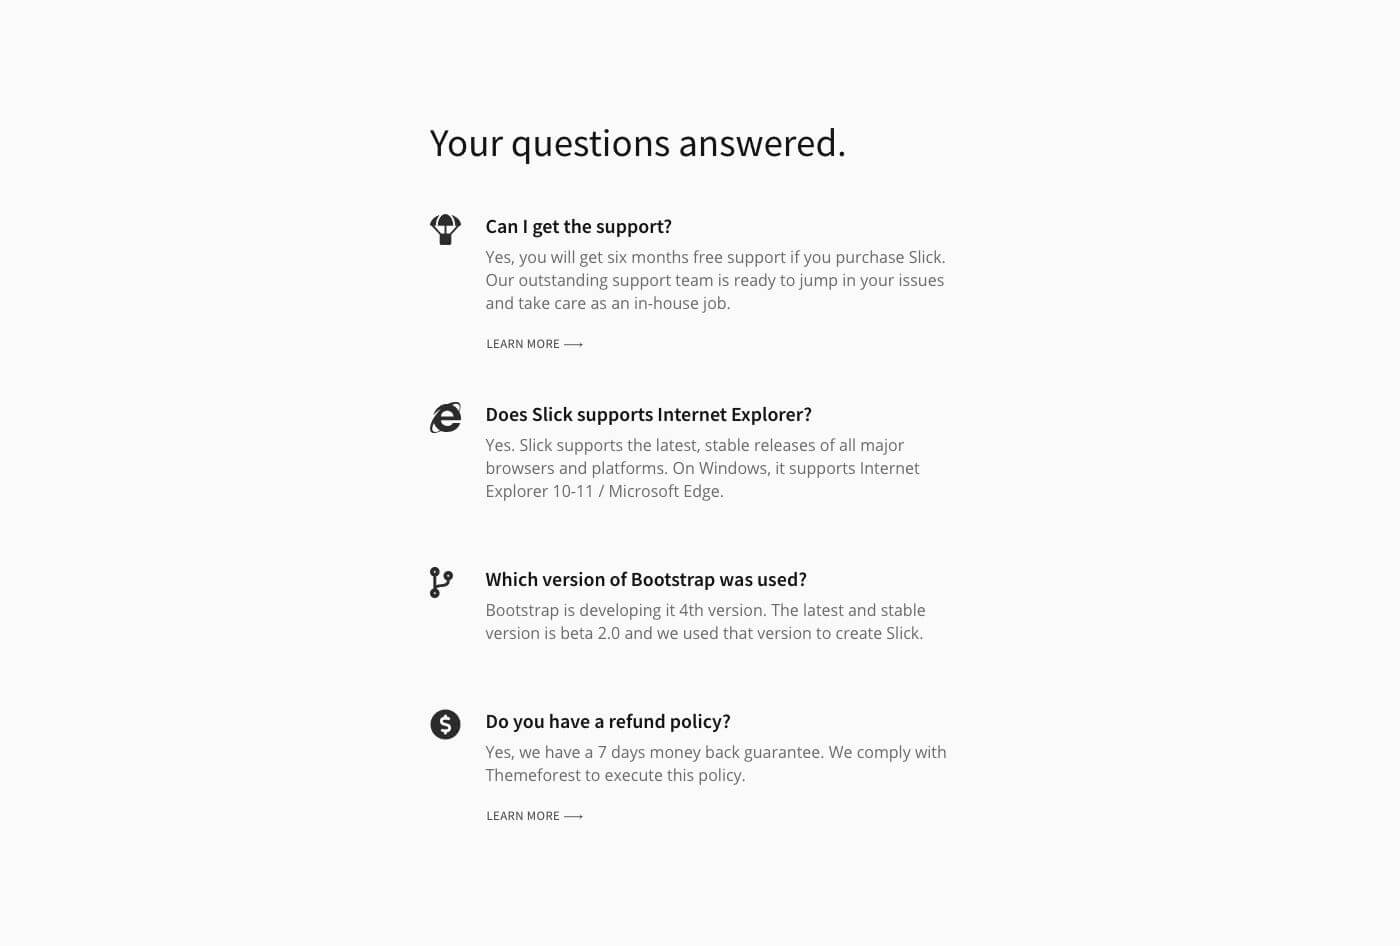 Your questions answered.
Can I get the support?
Yes, you will get six months free support if you purchase Slick.
Our outstanding support team is ready to jump in your issues
and take care as an in-house job.
LEARN MORE ⟶
Does Slick supports Internet Explorer?
Yes. Slick supports the latest, stable releases of all major
browsers and platforms. On Windows, it supports Internet
Explorer 10-11 / Microsoft Edge.
Which version of Bootstrap was used?
Bootstrap is developing it 4th version. The latest and stable
version is beta 2.0 and we used that version to create Slick.
Do you have a refund policy?
Yes, we have a 7 days money back guarantee. We comply with
Themeforest to execute this policy.
LEARN MORE ⟶